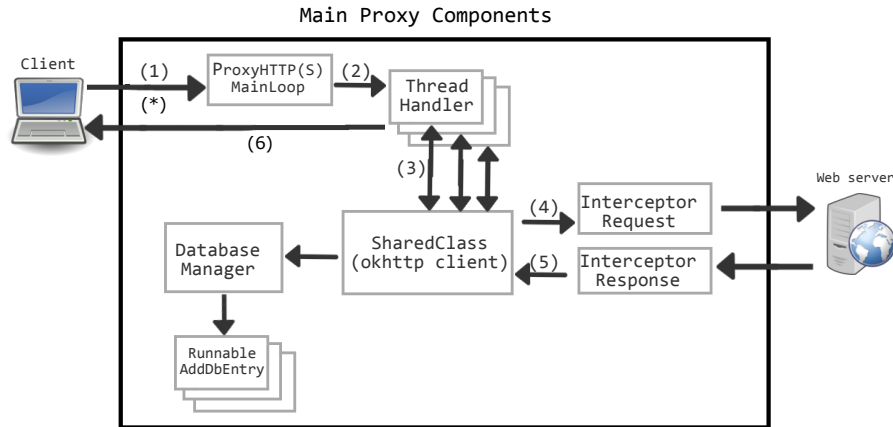 Main Proxy Components
Client
(1)
ProxyHTTP(S)
MainLoop
(2)
Thread
Handler
(*)
(6)
(3)
Web server
(4)
Interceptor
Request
SharedClass
(okhttp client)
Database
Manager
(5)
Interceptor
Response
Runnable
AddDbEntry